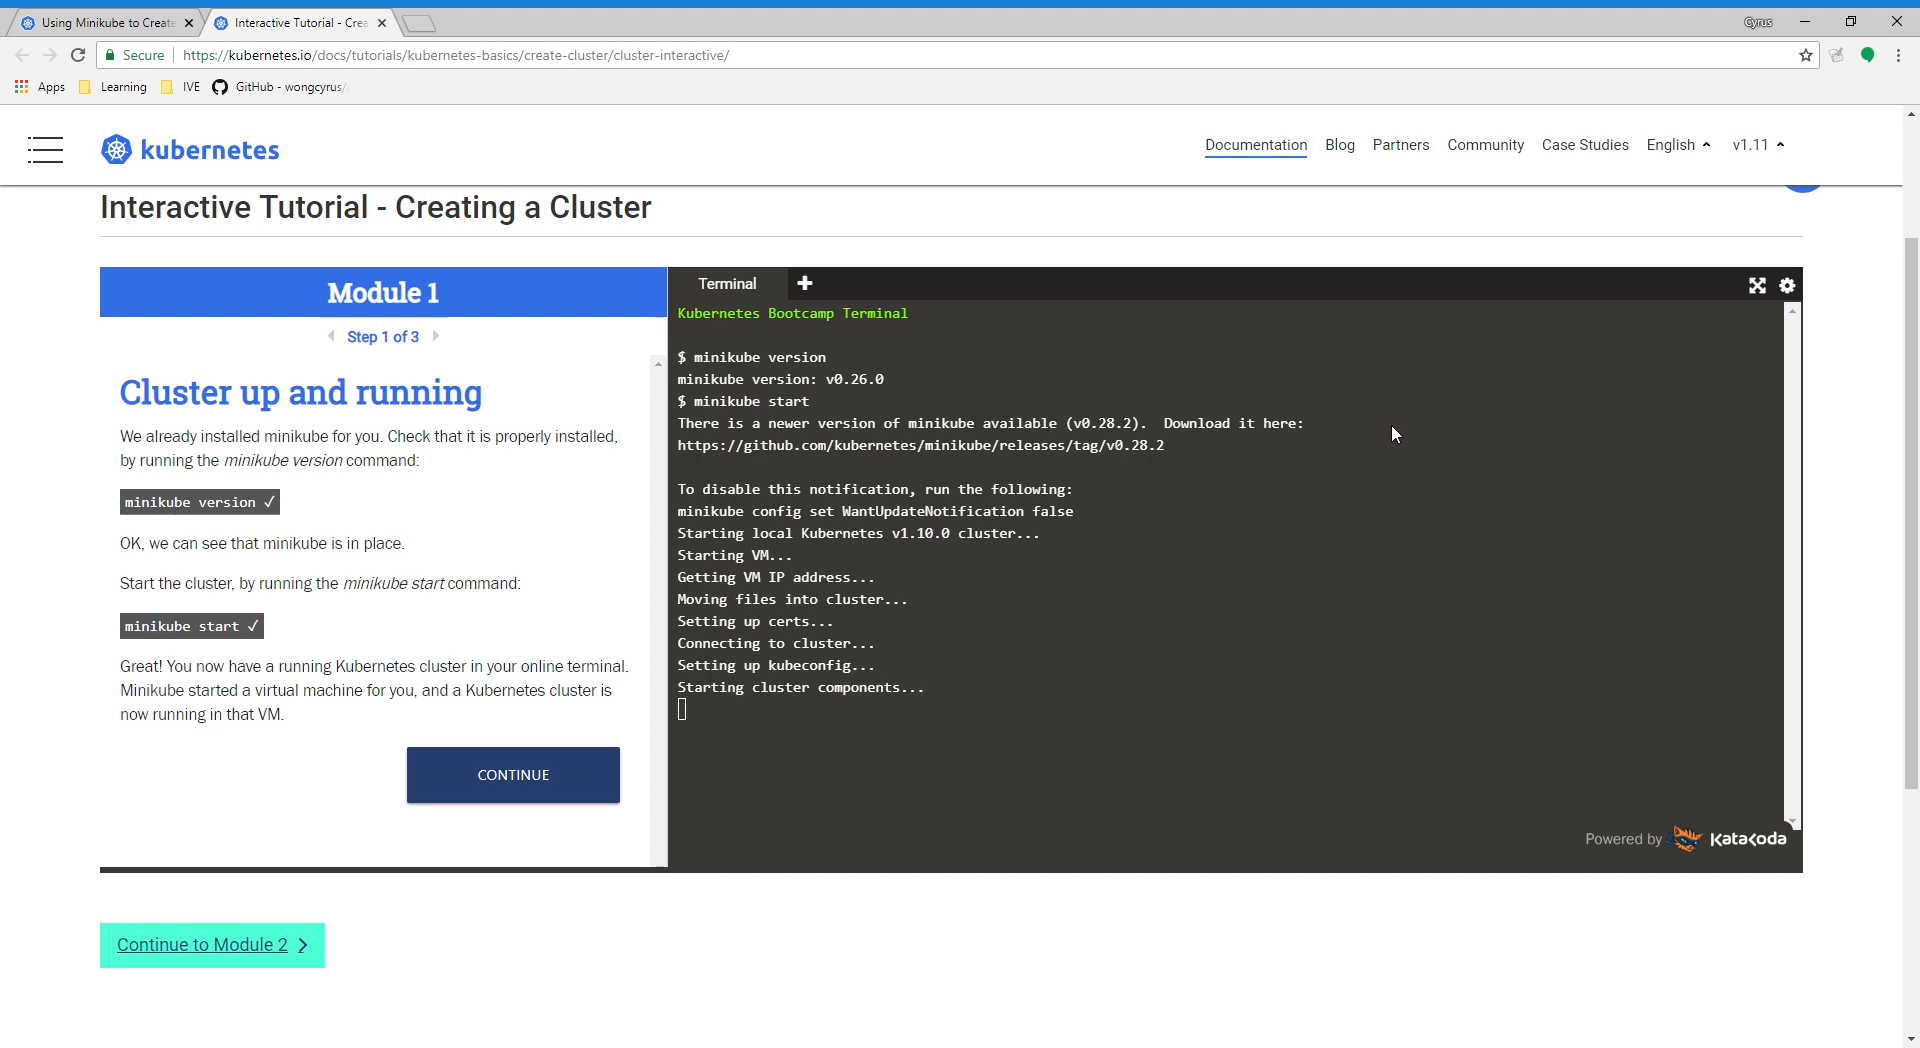 Using Minikube to Create
Interactive Tutorial - Crea
Cyrus
Secure
https://kubernetes.io/docs/tutorials/kubernetes-basics/create-cluster/cluster-interactive/
Apps
Learning
IVE
GitHub - wongcyrus/
kubernetes
Documentation
Blog
Partners
Community
Case Studies
English
v1.11
Interactive Tutorial - Creating a Cluster
Module 1
Step 1 of 3
Cluster up and running
We already installed minikube for you. Check that it is properly installed,
by running the minikube version command:
minikube version ✓
OK, we can see that minikube is in place.
Start the cluster, by running the minikube start command:
minikube start ✓
Great! You now have a running Kubernetes cluster in your online terminal.
Minikube started a virtual machine for you, and a Kubernetes cluster is
now running in that VM.
CONTINUE
Terminal
Kubernetes Bootcamp Terminal
$ minikube version
minikube version: v0.26.0
$ minikube start
There is a newer version of minikube available (v0.28.2).  Download it here:
https://github.com/kubernetes/minikube/releases/tag/v0.28.2
To disable this notification, run the following:
minikube config set WantUpdateNotification false
Starting local Kubernetes v1.10.0 cluster...
Starting VM...
Getting VM IP address...
Moving files into cluster...
Setting up certs...
Connecting to cluster...
Setting up kubeconfig...
Starting cluster components...
Powered by Katacoda
Continue to Module 2